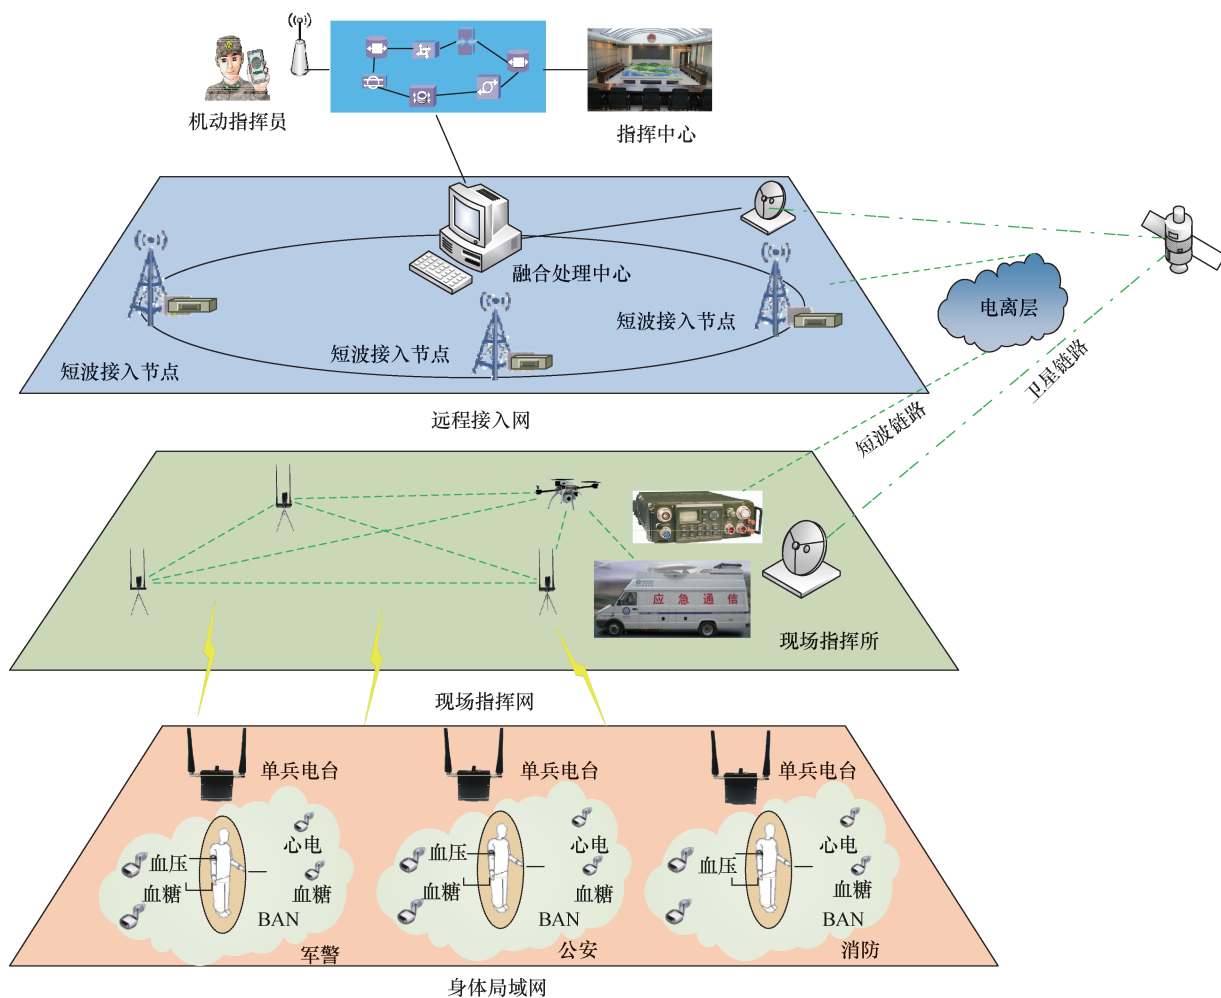 机动指挥员
指挥中心
融合处理中心
短波接入节点
短波接入节点
短波接入节点
电离层
远程接入网
短波链路
卫星链路
应急通信
现场指挥所
现场指挥网
单兵电台
单兵电台
单兵电台
心电
血压
血糖
血糖
BAN
军警
心电
血压
血糖
血糖
BAN
公安
心电
血压
血糖
血糖
BAN
消防
身体局域网